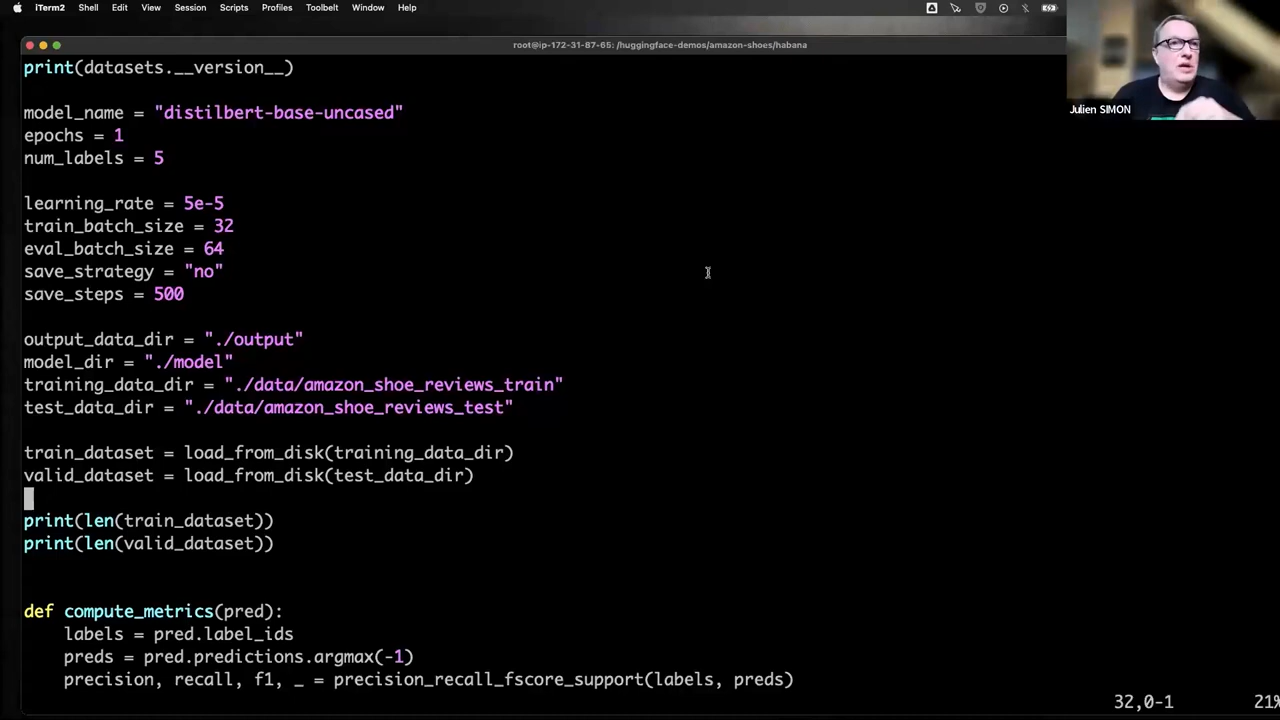 iTerm2 Shell Edit View Session Scripts Profiles Toolbelt Window Help
root@ip-172-31-87-65: /huggingface-demos/amazon-shoes/habana
print(datasets.__version__)
Julien SIMON
model_name = "distilbert-base-uncased"
epochs = 1
num_labels = 5
learning_rate = 5e-5
train_batch_size = 32
eval_batch_size = 64
save_strategy = "no"
save_steps = 500
output_data_dir = "./output"
model_dir = "./model"
training_data_dir = "./data/amazon_shoe_reviews_train"
test_data_dir = "./data/amazon_shoe_reviews_test"
train_dataset = load_from_disk(training_data_dir)
valid_dataset = load_from_disk(test_data_dir)
print(len(train_dataset))
print(len(valid_dataset))
def compute_metrics(pred):
    labels = pred.label_ids
    preds = pred.predictions.argmax(-1)
    precision, recall, f1, _ = precision_recall_fscore_support(labels, preds)
32,0-1 21%